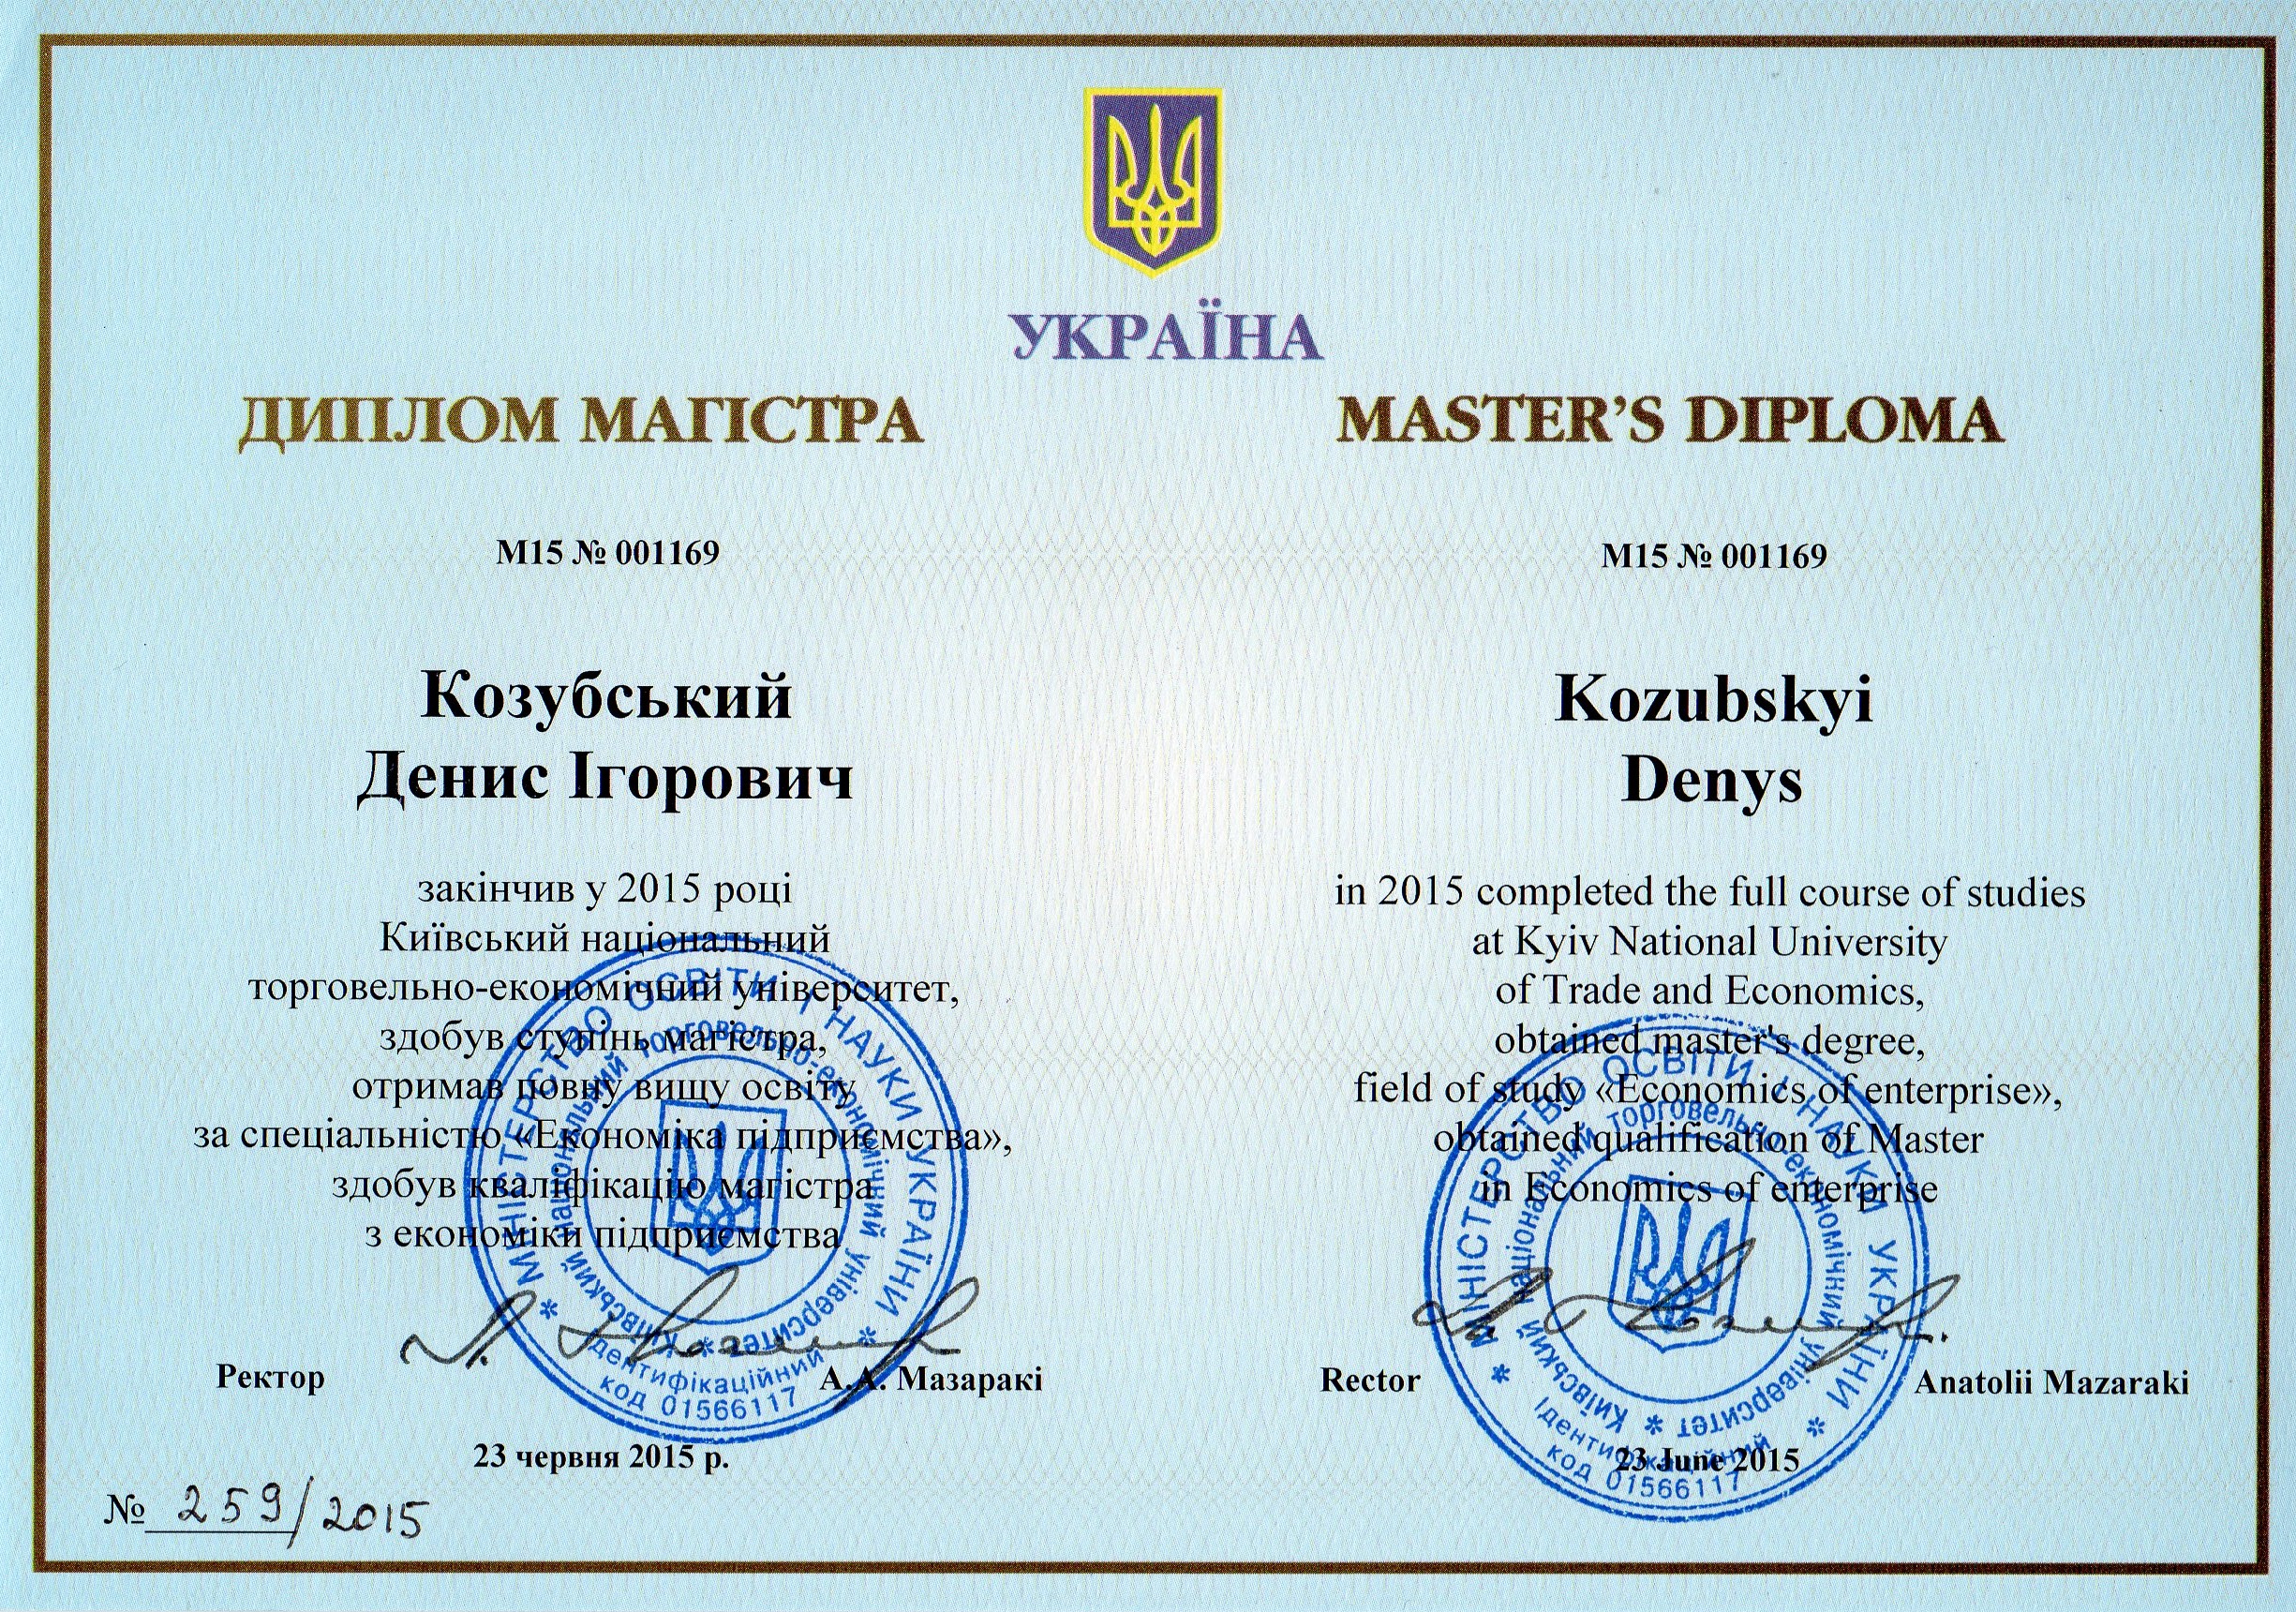 УКРАЇНА
ДИПЛОМ МАГІСТРА
М15 № 001169
Козубський
Денис Ігорович
закінчив у 2015 році
Київський національний
торговельно-економічний університет,
здобув ступінь магістра,
отримав повну вищу освіту
за спеціальністю «Економіка підприємства»,
здобув кваліфікацію магістра
з економіки підприємства
Ректор
А.А. Мазаракі
23 червня 2015 р.
№ 259/2015
* МІНІСТЕРСТВО ОСВІТИ І НАУКИ УКРАЇНИ *
* Київський національний торговельно-економічний університет
Ідентифікаційний
код 01566117
MASTER’S DIPLOMA
М15 № 001169
Kozubskyi
Denys
in 2015 completed the full course of studies
at Kyiv National University
of Trade and Economics,
obtained master's degree,
field of study «Economics of enterprise»,
obtained qualification of Master
in Economics of enterprise
Rector
Anatolii Mazaraki
23 June 2015
* МІНІСТЕРСТВО ОСВІТИ І НАУКИ УКРАЇНИ *
* Київський національний торговельно-економічний університет
Ідентифікаційний
код 01566117